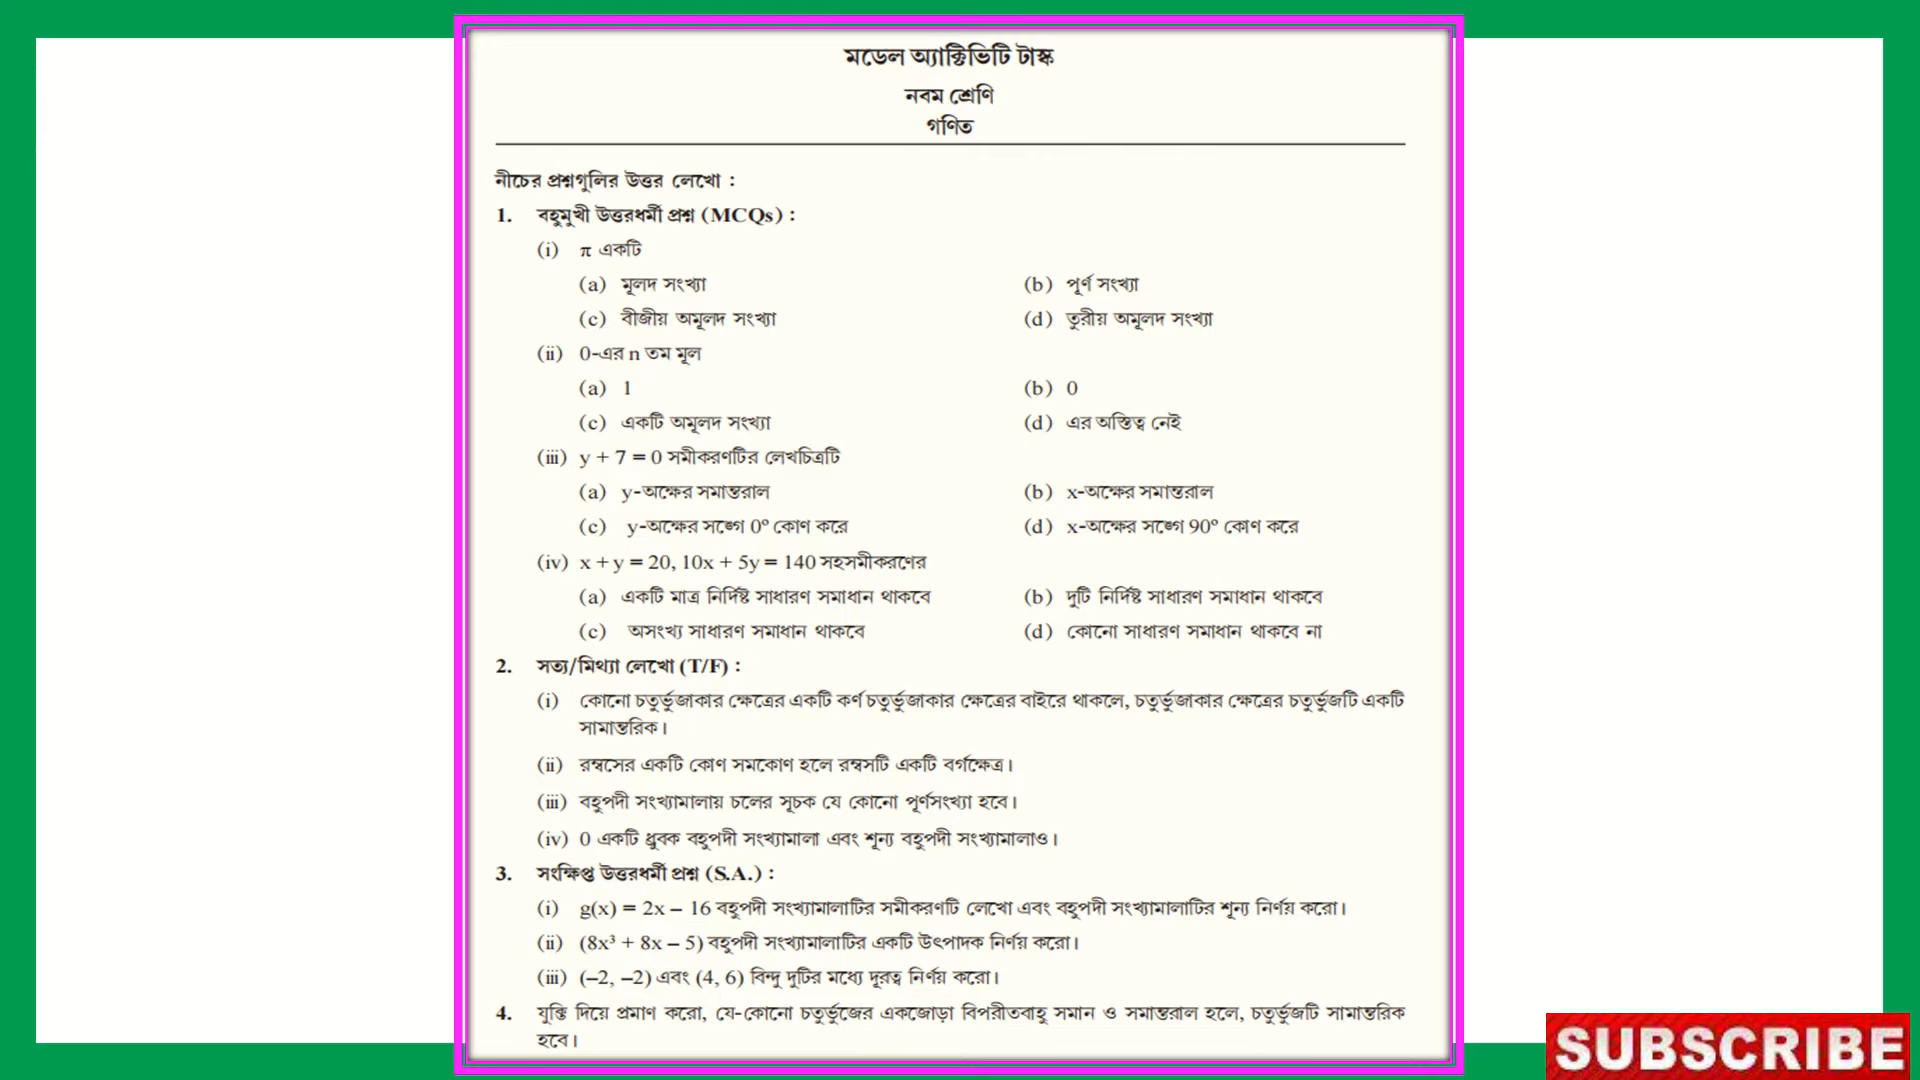 মডেল অ্যাক্টিভিটি টাস্ক
নবম শ্রেণি
গণিত
নীচের প্রশ্নগুলির উত্তর লেখো :
1. বহুমুখী উত্তরধর্মী প্রশ্ন (MCQs) :
(i) π একটি
(a) মূলদ সংখ্যা (b) পূর্ণ সংখ্যা
(c) বীজীয় অমূলদ সংখ্যা (d) তুরীয় অমূলদ সংখ্যা
(ii) 0-এর n তম মূল
(a) 1 (b) 0
(c) একটি অমূলদ সংখ্যা (d) এর অস্তিত্ব নেই
(iii) y + 7 = 0 সমীকরণটির লেখচিত্রটি
(a) y-অক্ষের সমান্তরাল (b) x-অক্ষের সমান্তরাল
(c) y-অক্ষের সঙ্গে 0° কোণ করে (d) x-অক্ষের সঙ্গে 90° কোণ করে
(iv) x + y = 20, 10x + 5y = 140 সহসমীকরণের
(a) একটি মাত্র নির্দিষ্ট সাধারণ সমাধান থাকবে (b) দুটি নির্দিষ্ট সাধারণ সমাধান থাকবে
(c) অসংখ্য সাধারণ সমাধান থাকবে (d) কোনো সাধারণ সমাধান থাকবে না
2. সত্য/মিথ্যা লেখো (T/F) :
(i) কোনো চতুর্ভুজাকার ক্ষেত্রের একটি কর্ণ চতুর্ভুজাকার ক্ষেত্রের বাইরে থাকলে, চতুর্ভুজাকার ক্ষেত্রের চতুর্ভুজটি একটি
সামান্তরিক।
(ii) রম্বসের একটি কোণ সমকোণ হলে রম্বসটি একটি বর্গক্ষেত্র।
(iii) বহুপদী সংখ্যামালায় চলের সূচক যে কোনো পূর্ণসংখ্যা হবে।
(iv) 0 একটি ধ্রুবক বহুপদী সংখ্যামালা এবং শূন্য বহুপদী সংখ্যামালাও।
3. সংক্ষিপ্ত উত্তরধর্মী প্রশ্ন (S.A.) :
(i) g(x) = 2x – 16 বহুপদী সংখ্যামালাটির সমীকরণটি লেখো এবং বহুপদী সংখ্যামালাটির শূন্য নির্ণয় করো।
(ii) (8x³ + 8x – 5) বহুপদী সংখ্যামালাটির একটি উৎপাদক নির্ণয় করো।
(iii) (–2, –2) এবং (4, 6) বিন্দু দুটির মধ্যে দূরত্ব নির্ণয় করো।
4. যুক্তি দিয়ে প্রমাণ করো, যে-কোনো চতুর্ভুজের একজোড়া বিপরীতবাহু সমান ও সমান্তরাল হলে, চতুর্ভুজটি সামান্তরিক
হবে।
SUBSCRIBE